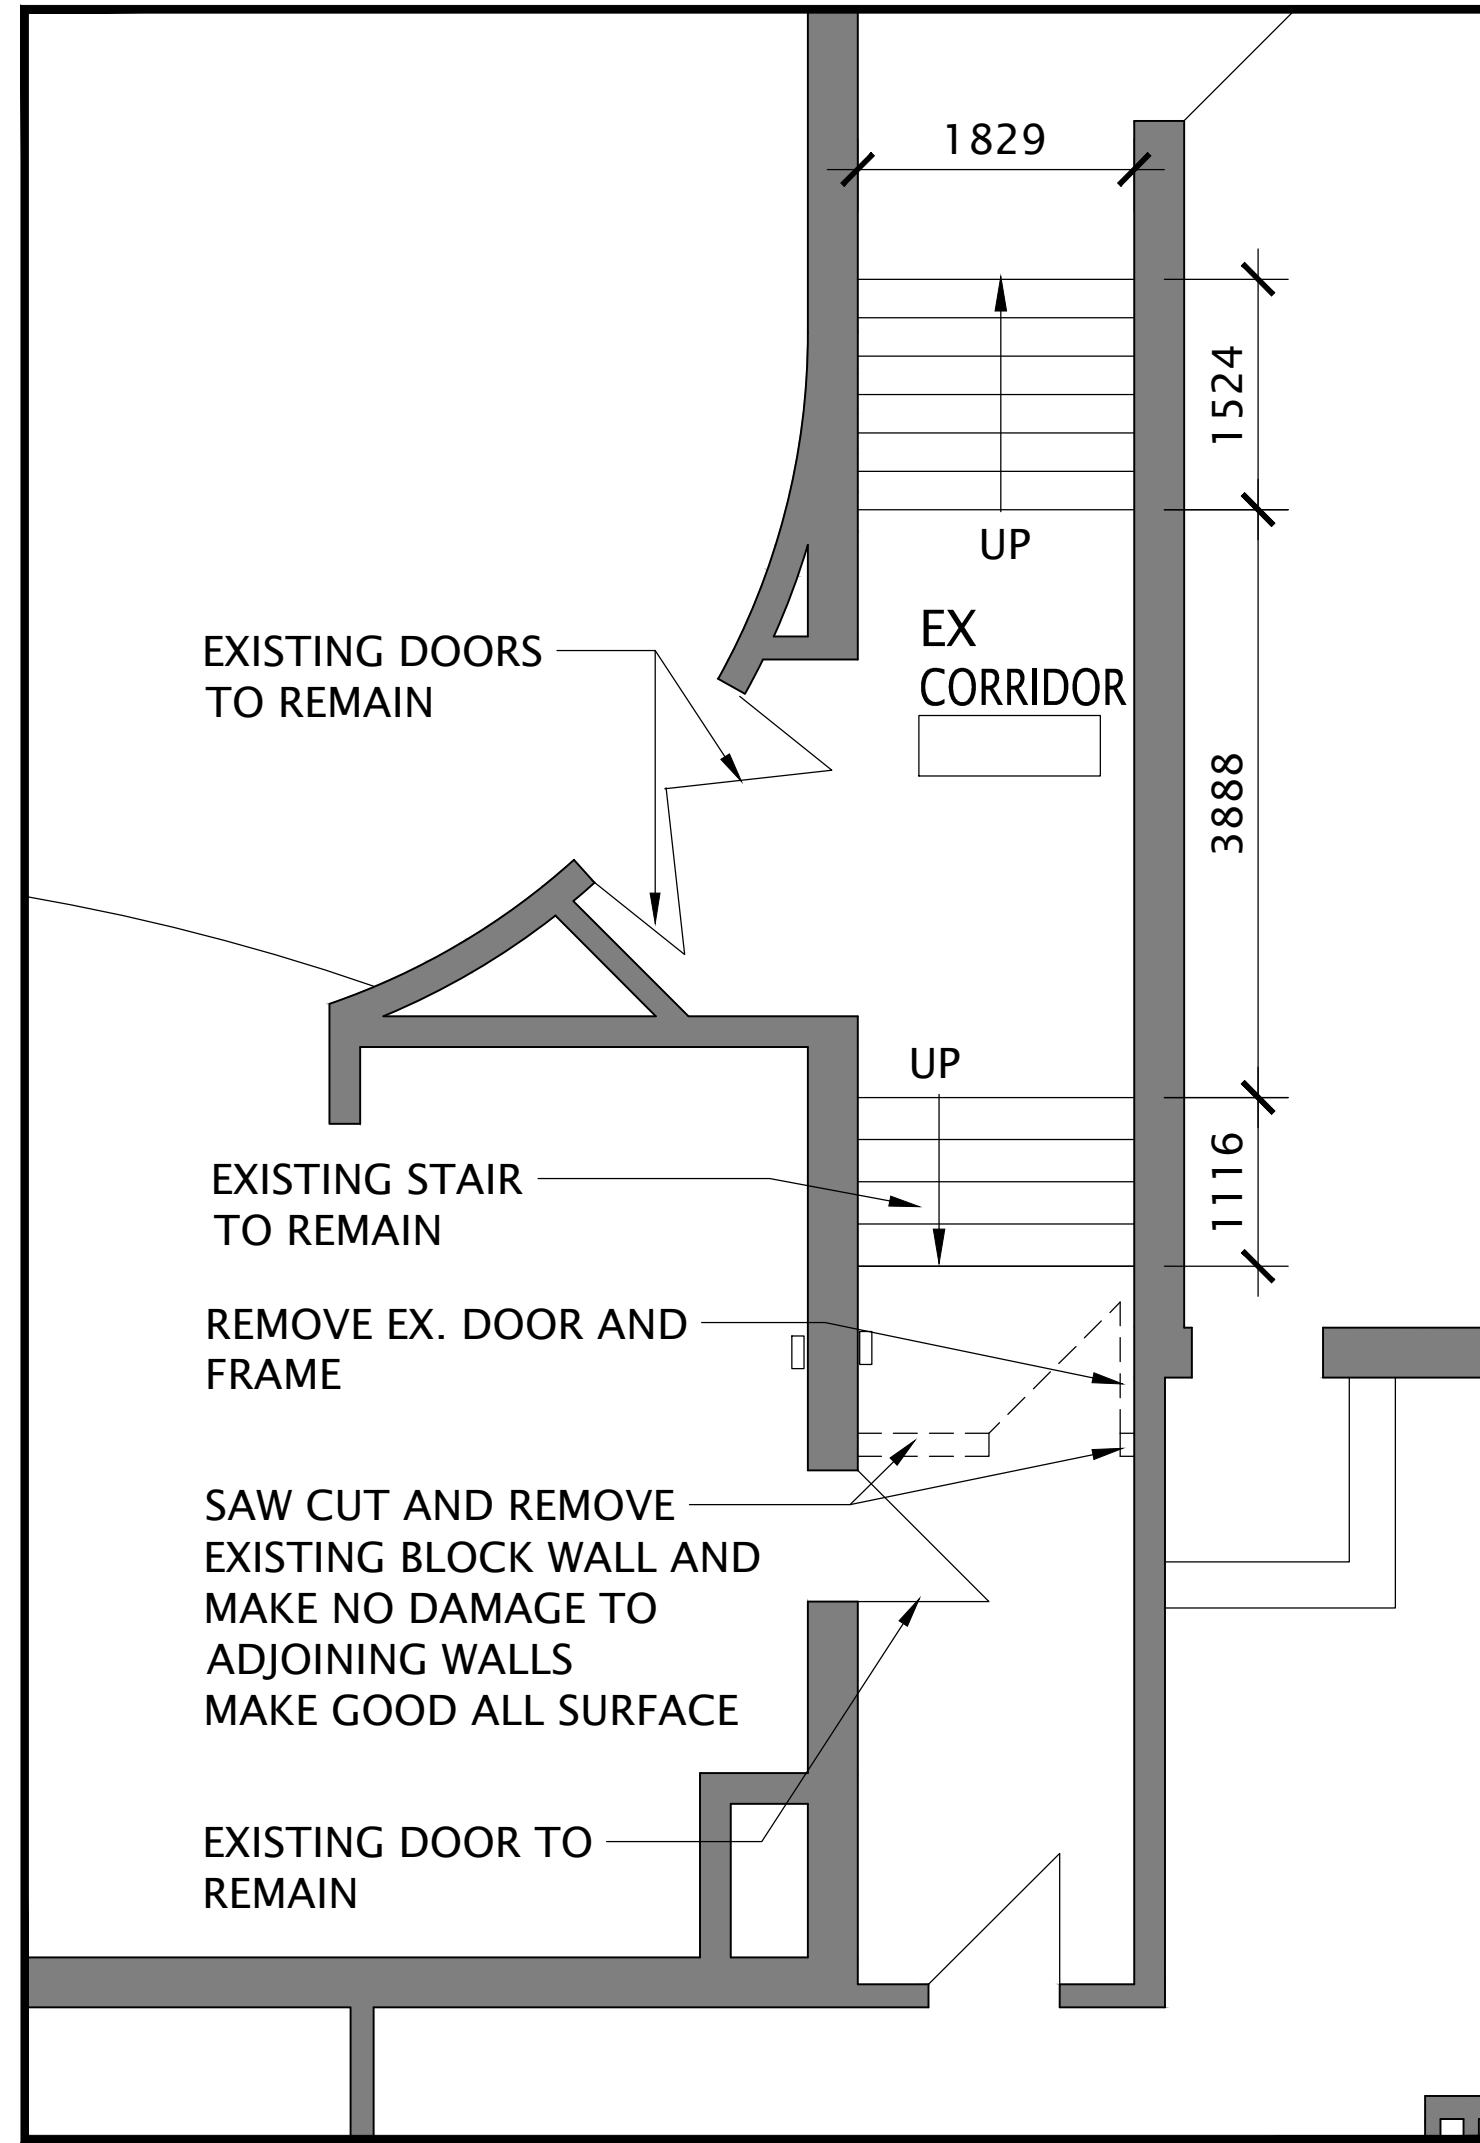 1829
1524
UP
EX
CORRIDOR
EXISTING DOORS
TO REMAIN
3888
UP
1116
EXISTING STAIR
TO REMAIN
REMOVE EX. DOOR AND
FRAME
SAW CUT AND REMOVE
EXISTING BLOCK WALL AND
MAKE NO DAMAGE TO
ADJOINING WALLS
MAKE GOOD ALL SURFACE
EXISTING DOOR TO
REMAIN